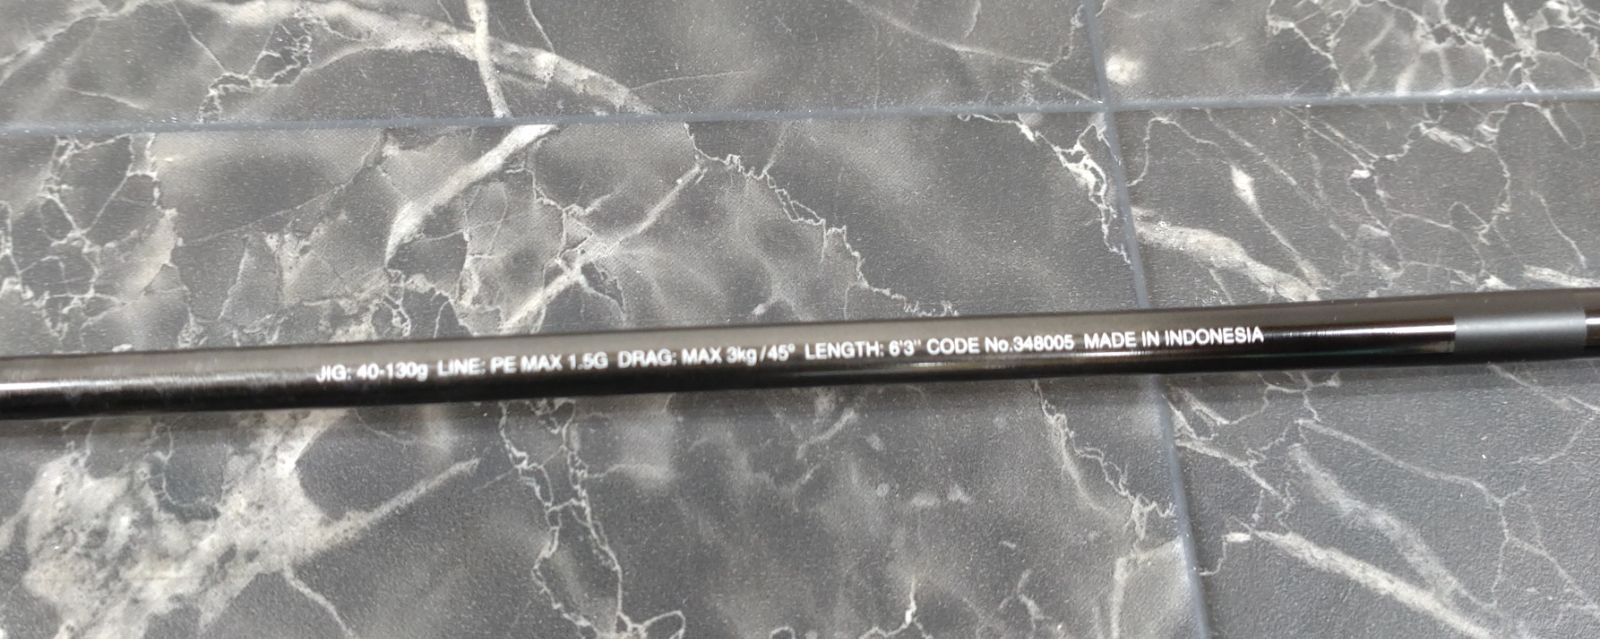 JIG: 40-130g LINE: PE MAX 1.5G DRAG: MAX 3kg/45° LENGTH: 6'3" CODE No.348005 MADE IN INDONESIA